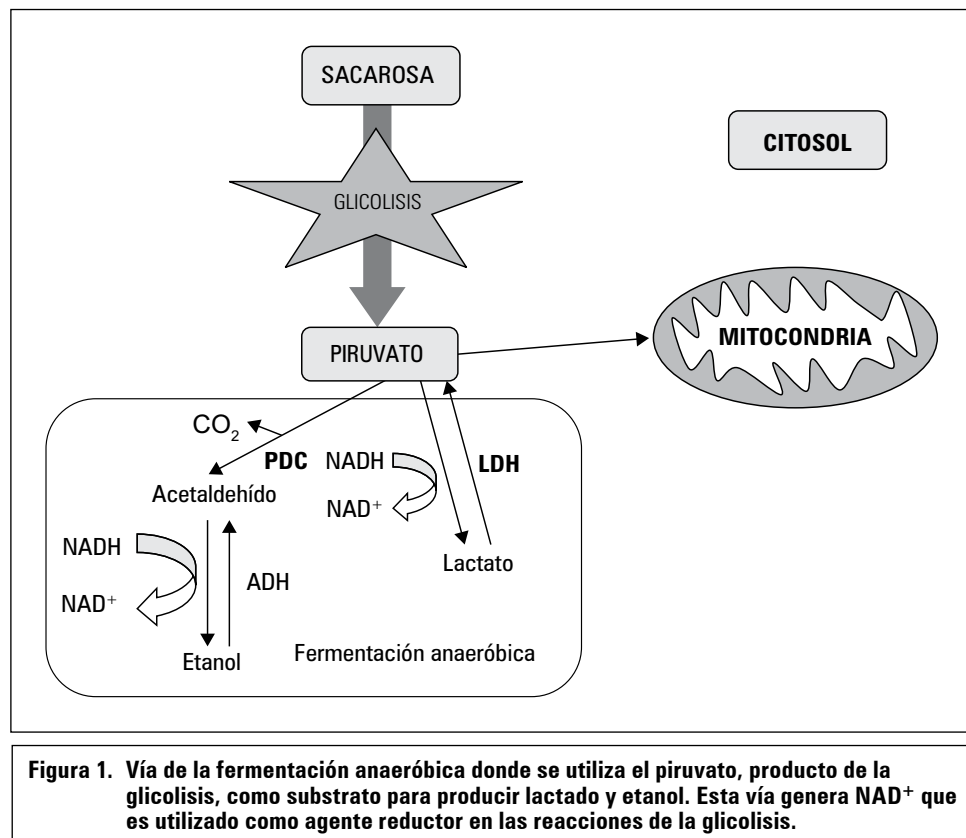 SACAROSA
CITOSOL
GLICOLISIS
MITOCONDRIA
PIRUVATO
CO₂
PDC
NADH
LDH
Acetaldehído
NAD⁺
NADH
Lactato
ADH
NAD⁺
Etanol
Fermentación anaeróbica
Figura 1. Vía de la fermentación anaeróbica donde se utiliza el piruvato, producto de la
glicolisis, como substrato para producir lactado y etanol. Esta vía genera NAD⁺ que
es utilizado como agente reductor en las reacciones de la glicolisis.